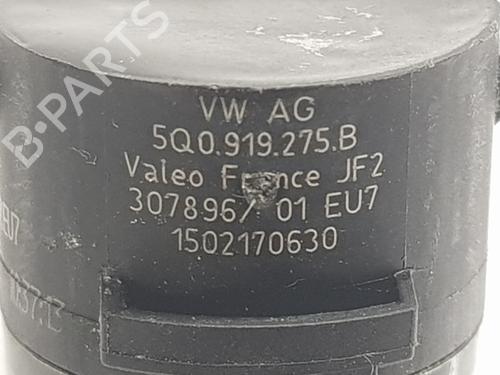 B-PARTS
VW AG
5Q0.919.275.B
Valeo France JF2
307896/ 01 EU7
1502170630